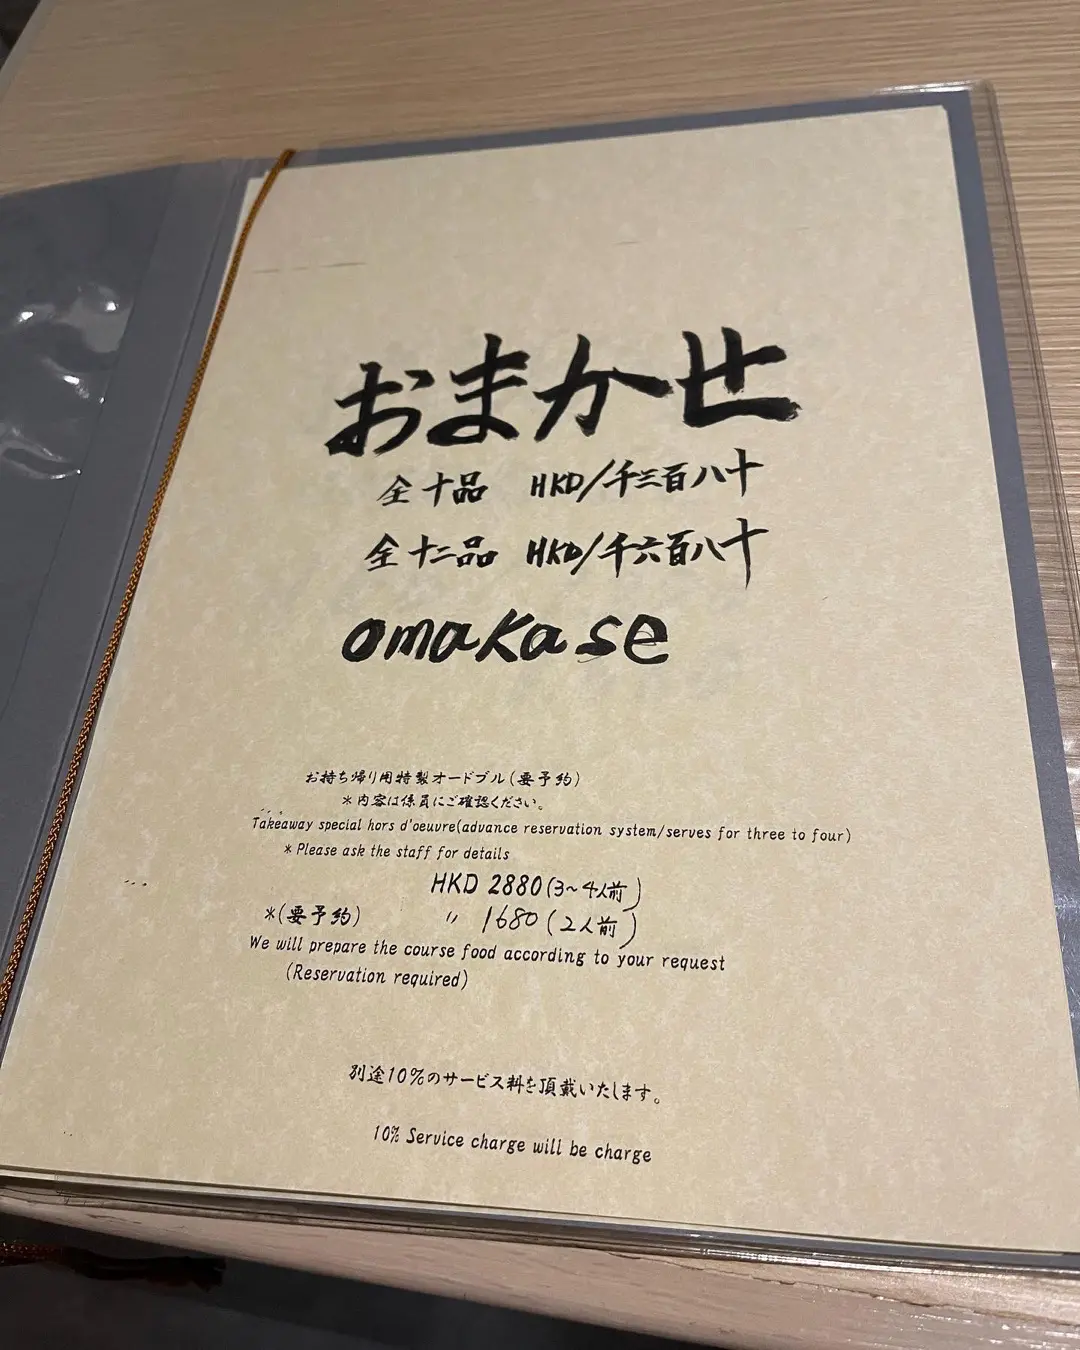 おまかせ
全十品 HKD/千三百八十
全十二品 HKD/千六百八十
omakase
お持ち帰り用特製オードブル(要予約)
*内容は係員にご確認ください。
Takeaway special hors d'oeuvre(advance reservation system/serves for three to four)
* Please ask the staff for details
HKD 2880(3~4人前)
*(要予約) 〃 1680(2人前)
We will prepare the course food according to your request
(Reservation required)
別途10%のサービス料を頂戴いたします。
10% Service charge will be charge